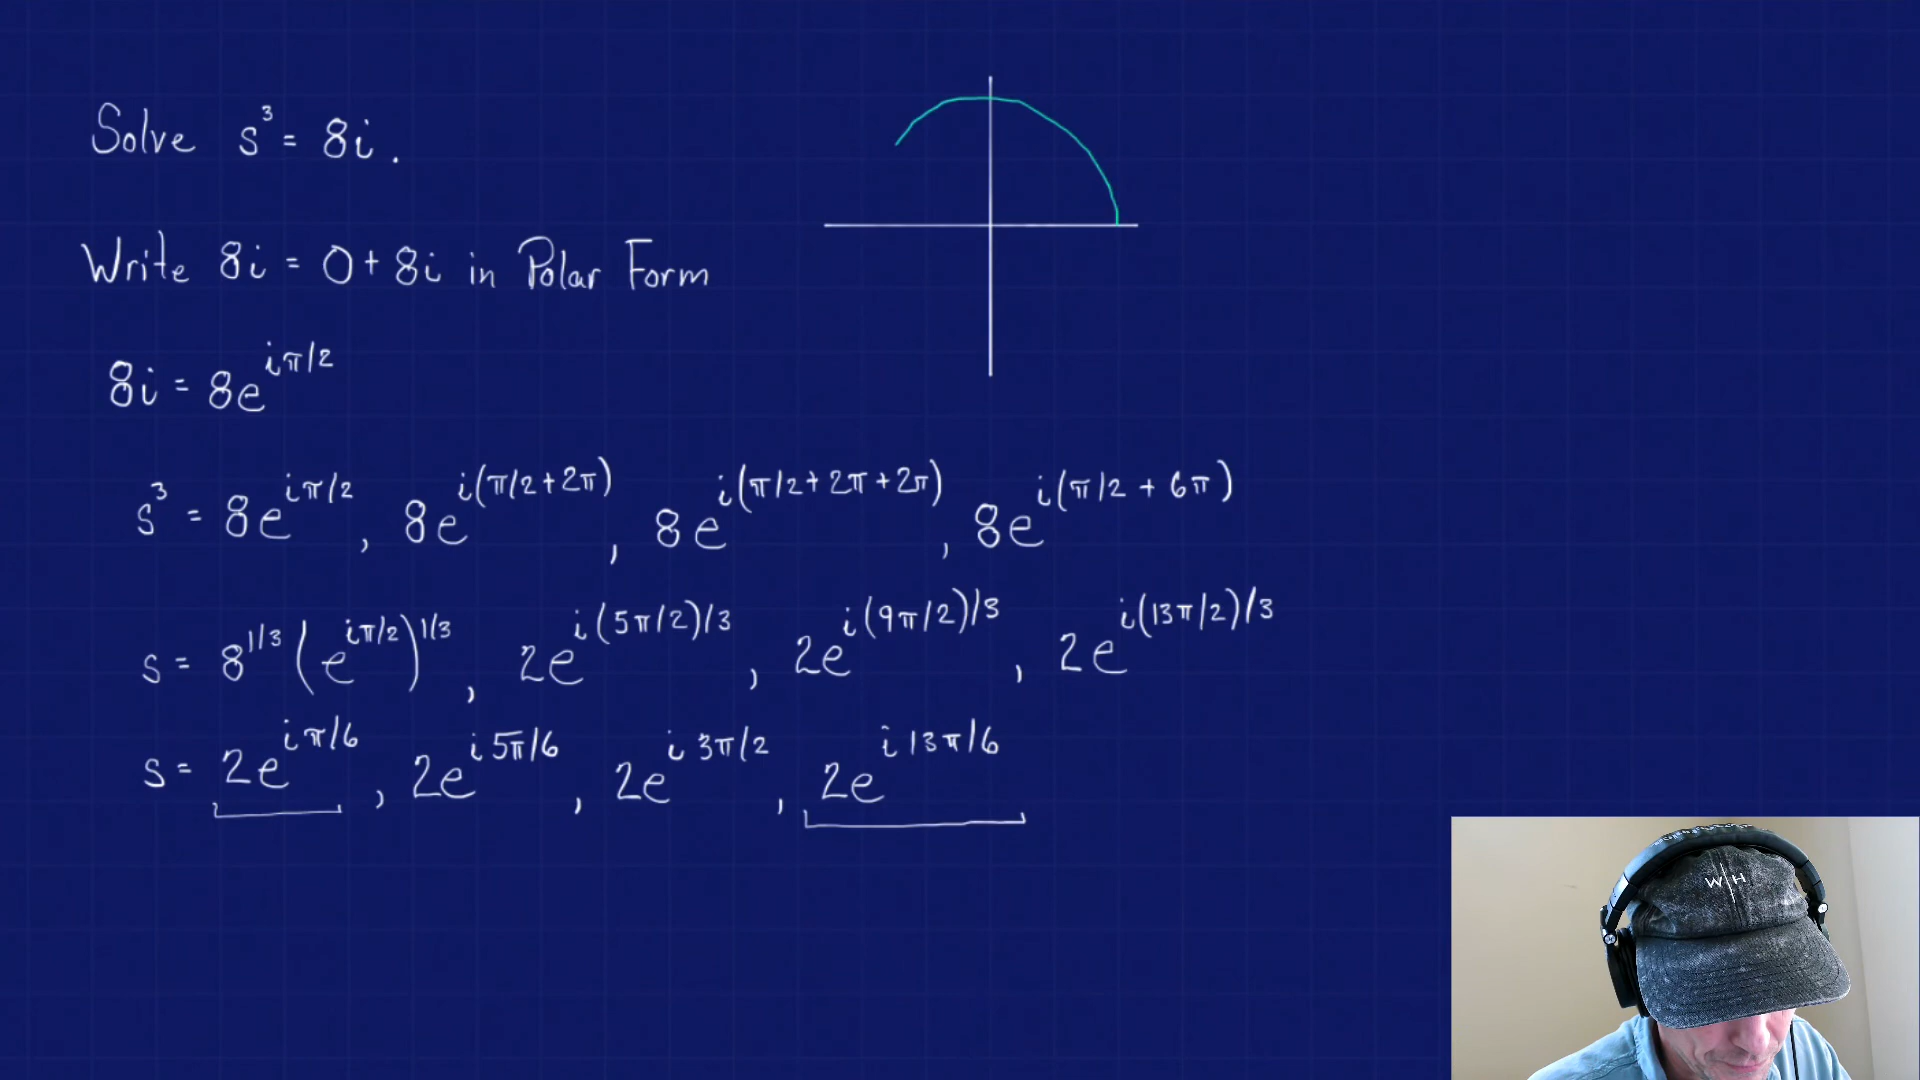 Solve s³ = 8i.
Write 8i = 0 + 8i in Polar Form
8i = 8e^{iπ/2}
s³ = 8e^{iπ/2}, 8e^{i(π/2+2π)}, 8e^{i(π/2+2π+2π)}, 8e^{i(π/2+6π)}
s = 8^{1/3}(e^{iπ/2})^{1/3}, 2e^{i(5π/2)/3}, 2e^{i(9π/2)/3}, 2e^{i(13π/2)/3}
s = 2e^{iπ/6}, 2e^{i5π/6}, 2e^{i3π/2}, 2e^{i13π/6}
W H